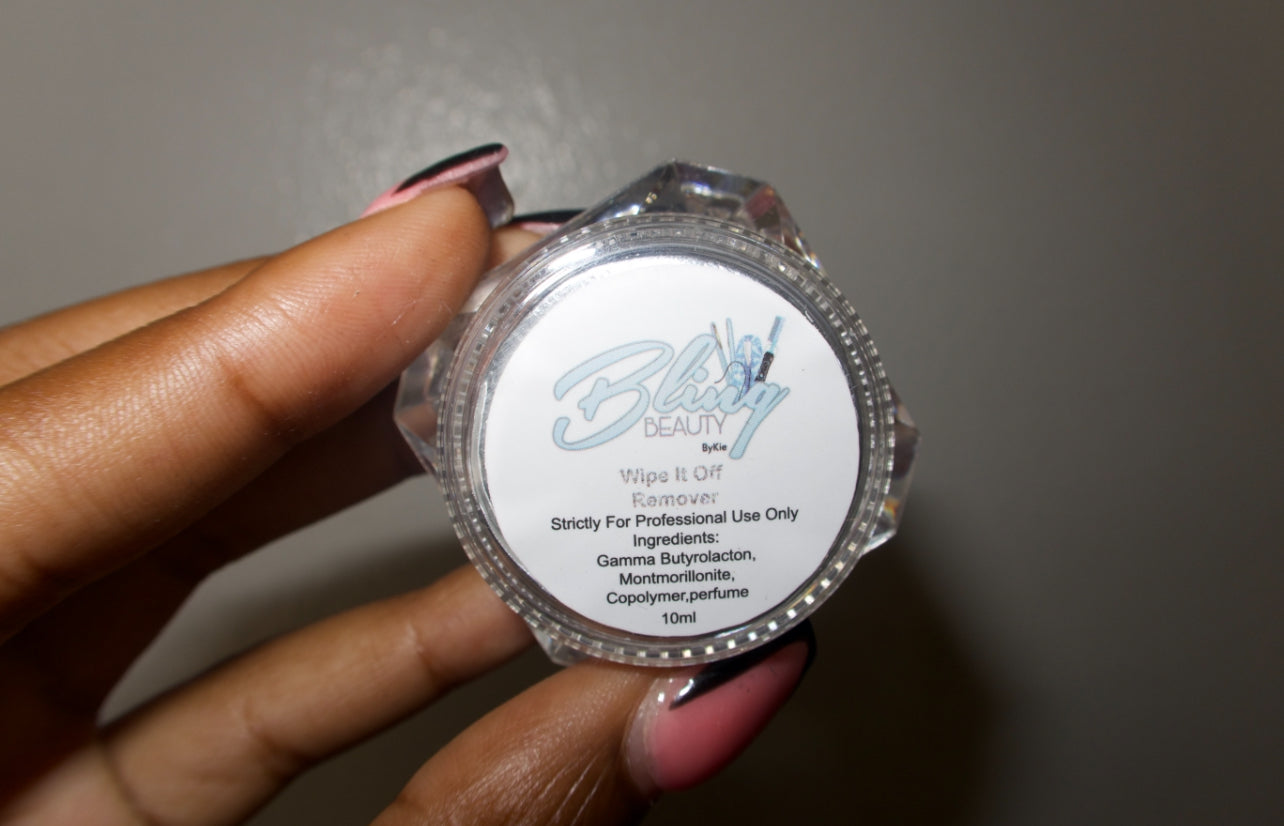 Bling
BEAUTY
ByKie
Wipe It Off
Remover
Strictly For Professional Use Only
Ingredients:
Gamma Butyrolacton,
Montmorillonite,
Copolymer,perfume
10ml